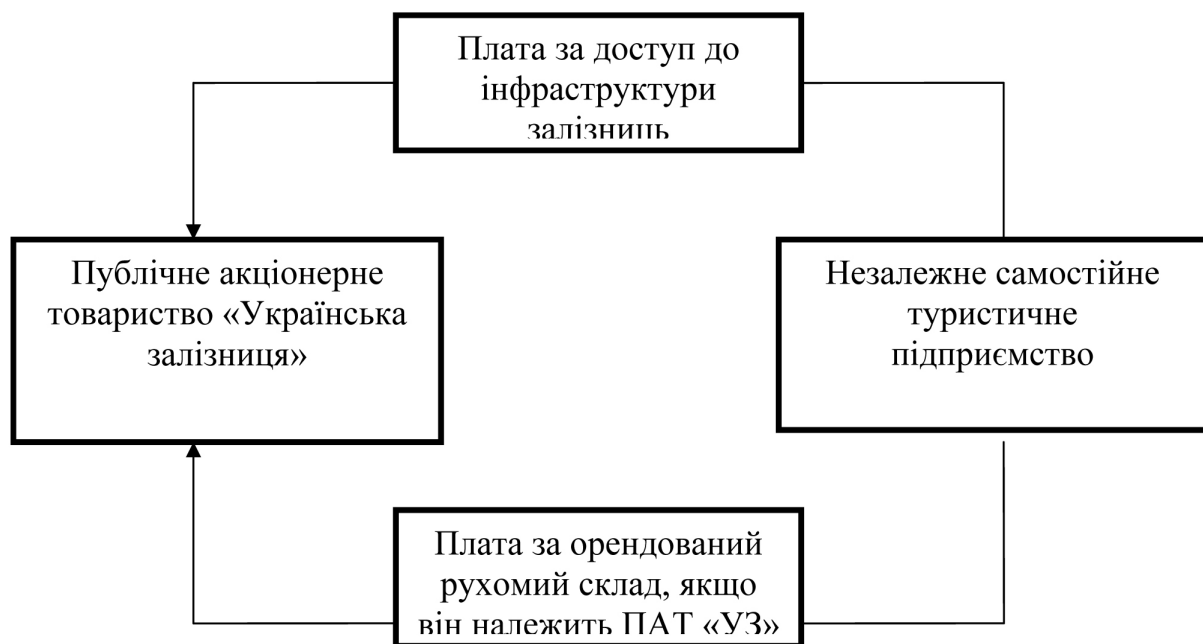 Плата за доступ до
інфраструктури
залізниць
Публічне акціонерне
товариство «Українська
залізниця»
Незалежне самостійне
туристичне
підприємство
Плата за орендований
рухомий склад, якщо
він належить ПАТ «УЗ»